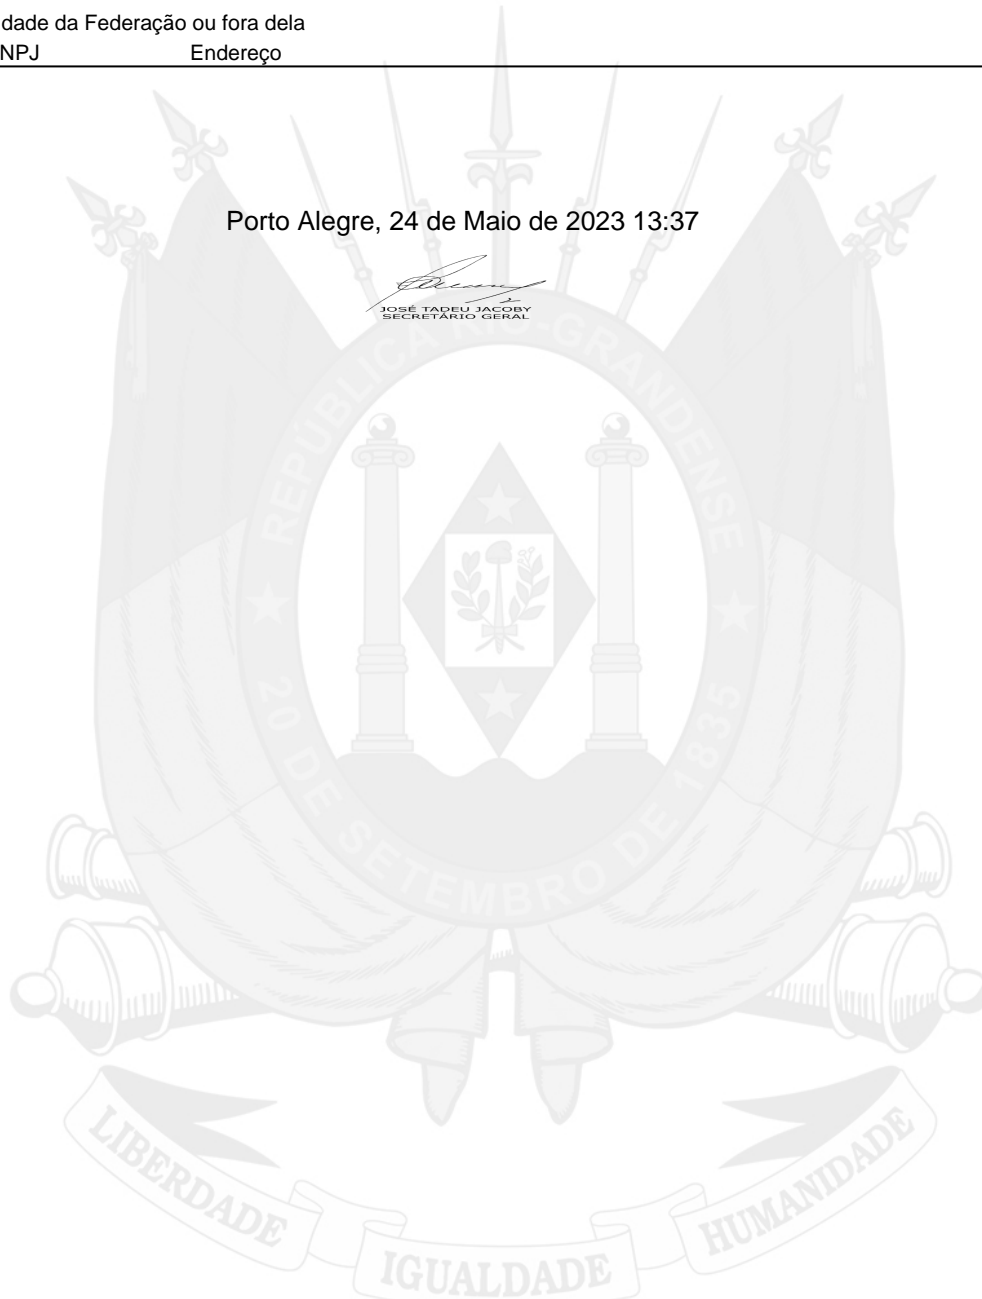 dade da Federação ou fora dela
NPJ Endereço
Porto Alegre, 24 de Maio de 2023 13:37
JOSÉ TADEU JACOBY
SECRETÁRIO GERAL
REPÚBLICA RIO-GRANDENSE
20 DE SETEMBRO DE 1835
LIBERDADE
IGUALDADE
HUMANIDADE